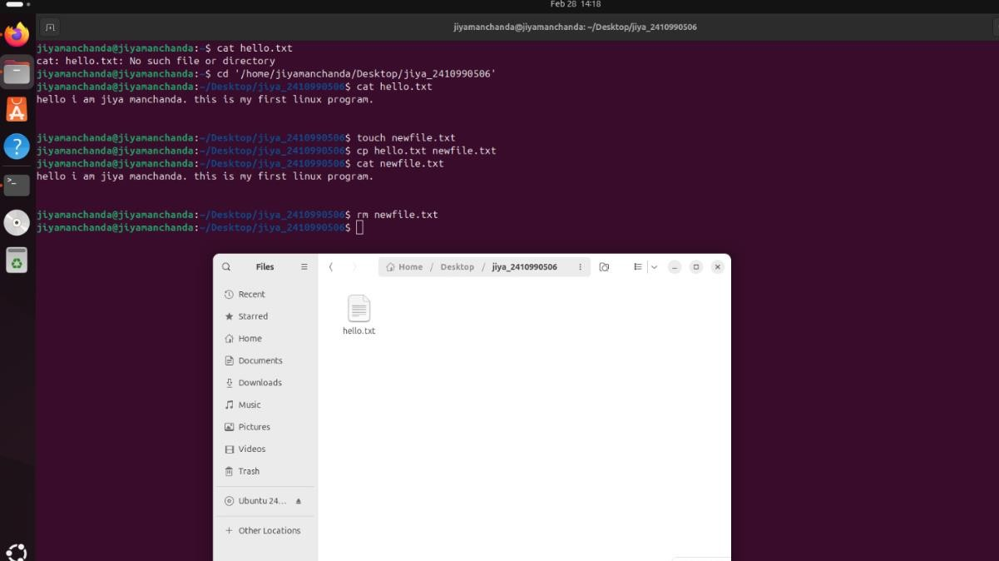 Feb 28 14:18
jiyamanchanda@jiyamanchanda: ~/Desktop/jiya_2410990506
jiyamanchanda@jiyamanchanda:~$ cat hello.txt
cat: hello.txt: No such file or directory
jiyamanchanda@jiyamanchanda:~$ cd '/home/jiyamanchanda/Desktop/jiya_2410990506'
jiyamanchanda@jiyamanchanda:~/Desktop/jiya_2410990506$ cat hello.txt
hello i am jiya manchanda. this is my first linux program.
jiyamanchanda@jiyamanchanda:~/Desktop/jiya_2410990506$ touch newfile.txt
jiyamanchanda@jiyamanchanda:~/Desktop/jiya_2410990506$ cp hello.txt newfile.txt
jiyamanchanda@jiyamanchanda:~/Desktop/jiya_2410990506$ cat newfile.txt
hello i am jiya manchanda. this is my first linux program.
jiyamanchanda@jiyamanchanda:~/Desktop/jiya_2410990506$ rm newfile.txt
jiyamanchanda@jiyamanchanda:~/Desktop/jiya_2410990506$
Files
Home / Desktop / jiya_2410990506
Recent
Starred
Home
Documents
Downloads
Music
Pictures
Videos
Trash
Ubuntu 24...
+ Other Locations
hello.txt